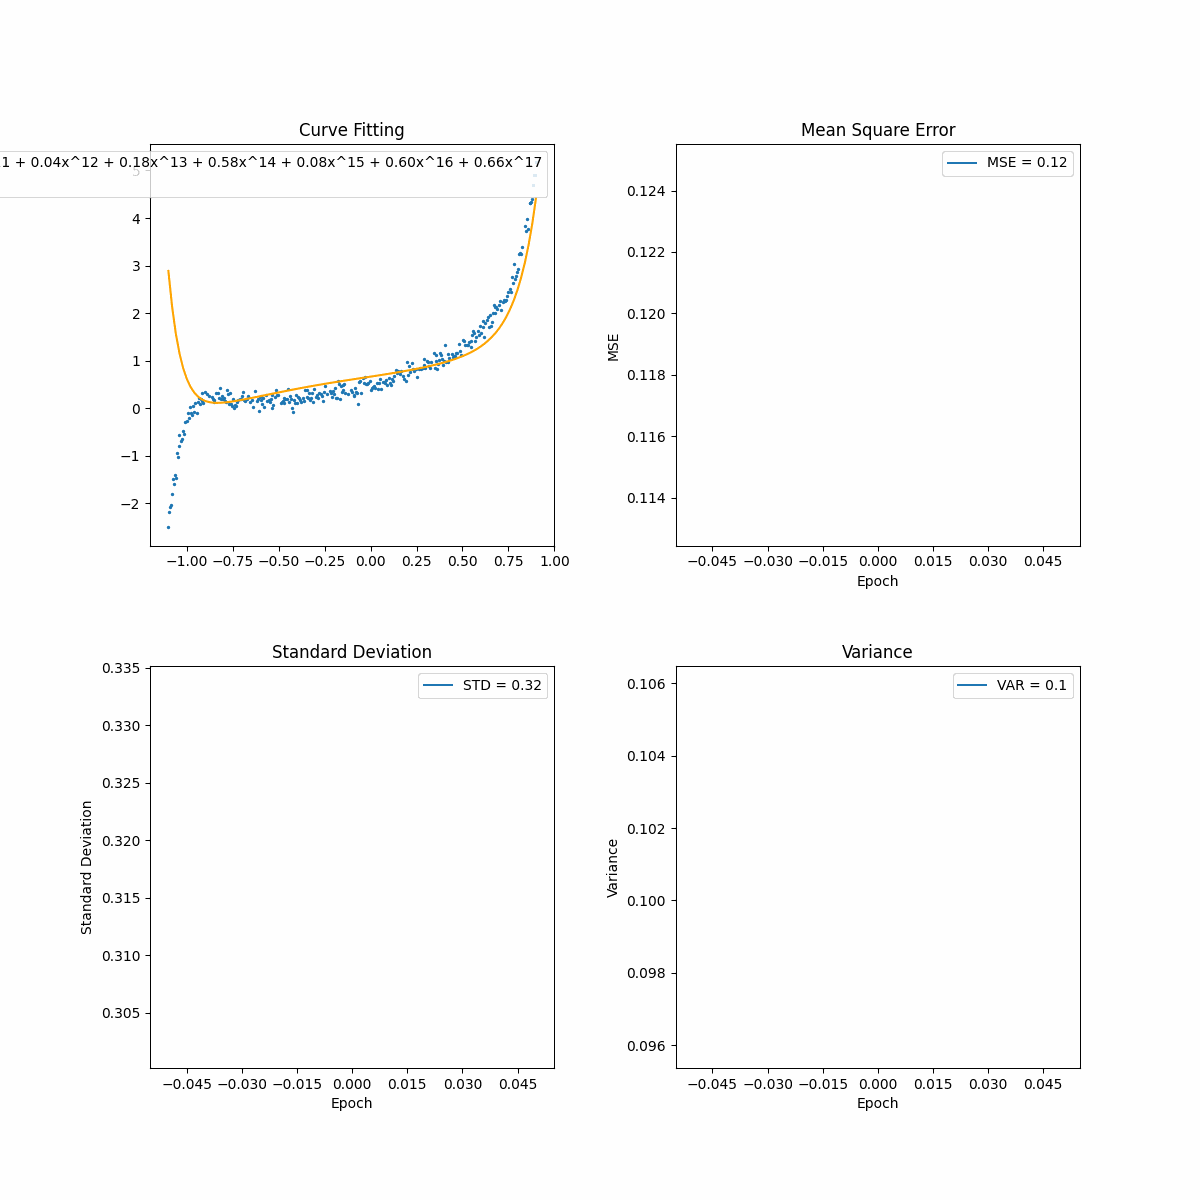 Curve Fitting
1 + 0.04x^12 + 0.18x^13 + 0.58x^14 + 0.08x^15 + 0.60x^16 + 0.66x^17
5
4
3
2
1
0
−1
−2
−1.00 −0.75 −0.50 −0.25 0.00 0.25 0.50 0.75 1.00
Mean Square Error
MSE = 0.12
MSE
0.124
0.122
0.120
0.118
0.116
0.114
−0.045 −0.030 −0.015 0.000 0.015 0.030 0.045
Epoch
Standard Deviation
STD = 0.32
Standard Deviation
0.335
0.330
0.325
0.320
0.315
0.310
0.305
−0.045 −0.030 −0.015 0.000 0.015 0.030 0.045
Epoch
Variance
VAR = 0.1
Variance
0.106
0.104
0.102
0.100
0.098
0.096
−0.045 −0.030 −0.015 0.000 0.015 0.030 0.045
Epoch